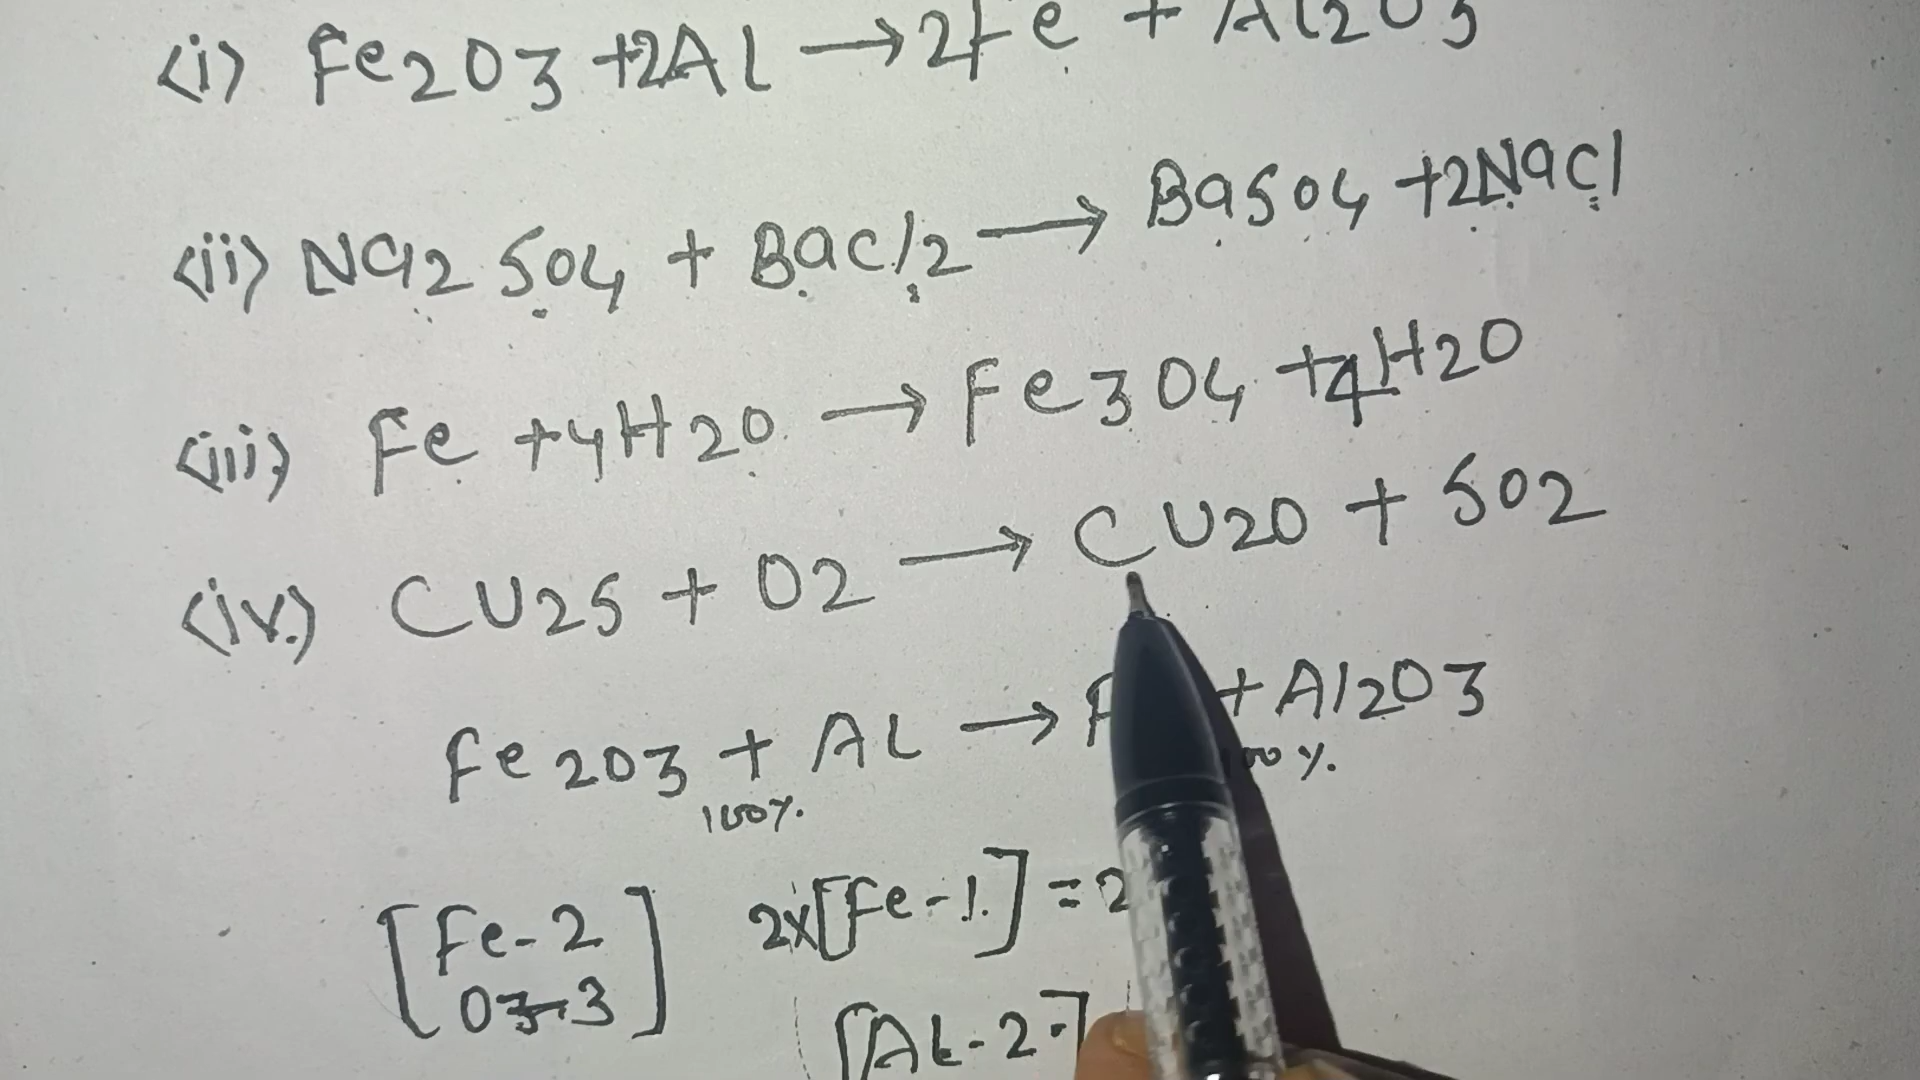 (i) Fe2O3 +2Al → 2Fe + Al2O3
(ii) Na2SO4 + BaCl2 → BaSO4 +2NaCl
(iii) Fe +4H2O → Fe3O4 +4H2O
(iv.) CU2S + O2 → CU2O + SO2
Fe2O3 + AL → F + Al2O3
100% 00%
[Fe-2 2x[Fe-1.] = 2
O3-3]
[AL-2]